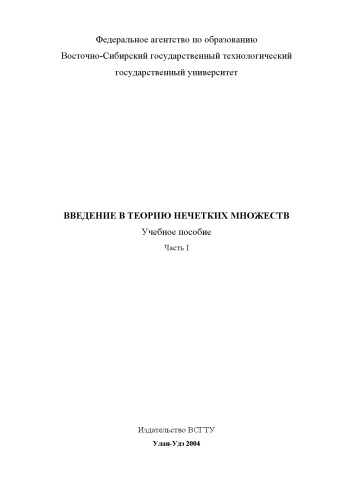 Федеральное агентство по образованию
Восточно-Сибирский государственный технологический
государственный университет
ВВЕДЕНИЕ В ТЕОРИЮ НЕЧЕТКИХ МНОЖЕСТВ
Учебное пособие
Часть I
Издательство ВСГТУ
Улан-Удэ 2004